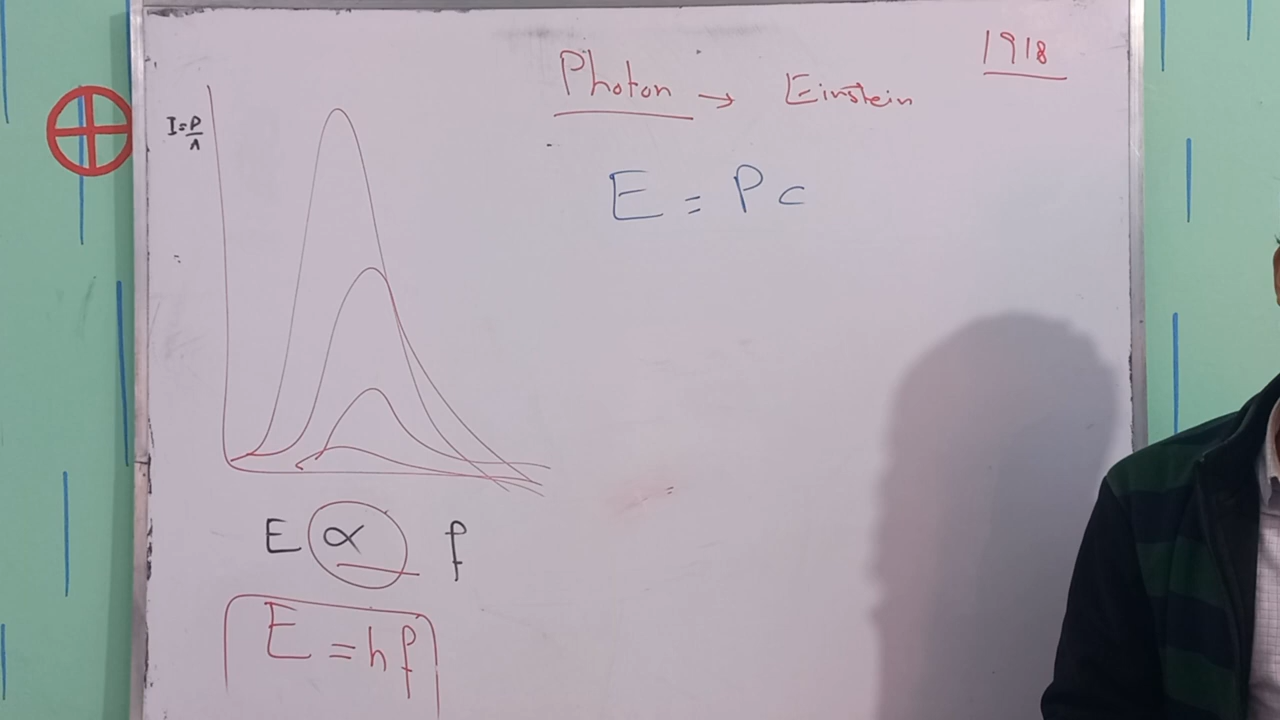 1918
Photon → Einstein
I=P/A
E = Pc
E ∝ f
E = hf